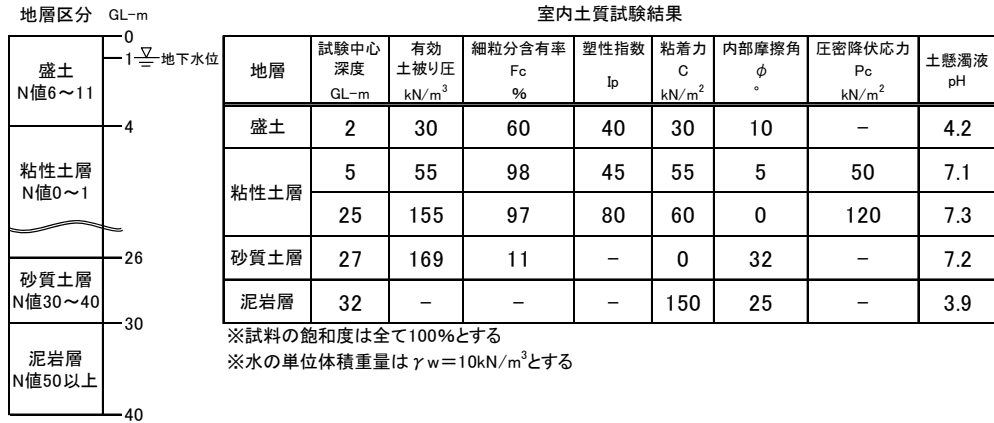 地層区分 GL-m
0
1 地下水位
盛土
N値6～11
4
粘性土層
N値0～1
26
砂質土層
N値30～40
30
泥岩層
N値50以上
40
室内土質試験結果
地層 試験中心深度 GL-m 有効土被り圧 kN/m³ 細粒分含有率 Fc % 塑性指数 Ip 粘着力 C kN/m² 内部摩擦角 φ ° 圧密降伏応力 Pc kN/m² 土懸濁液 pH
盛土 2 30 60 40 30 10 － 4.2
粘性土層 5 55 98 45 55 5 50 7.1
25 155 97 80 60 0 120 7.3
砂質土層 27 169 11 － 0 32 － 7.2
泥岩層 32 － － － 150 25 － 3.9
※試料の飽和度は全て100%とする
※水の単位体積重量はγw＝10kN/m³とする